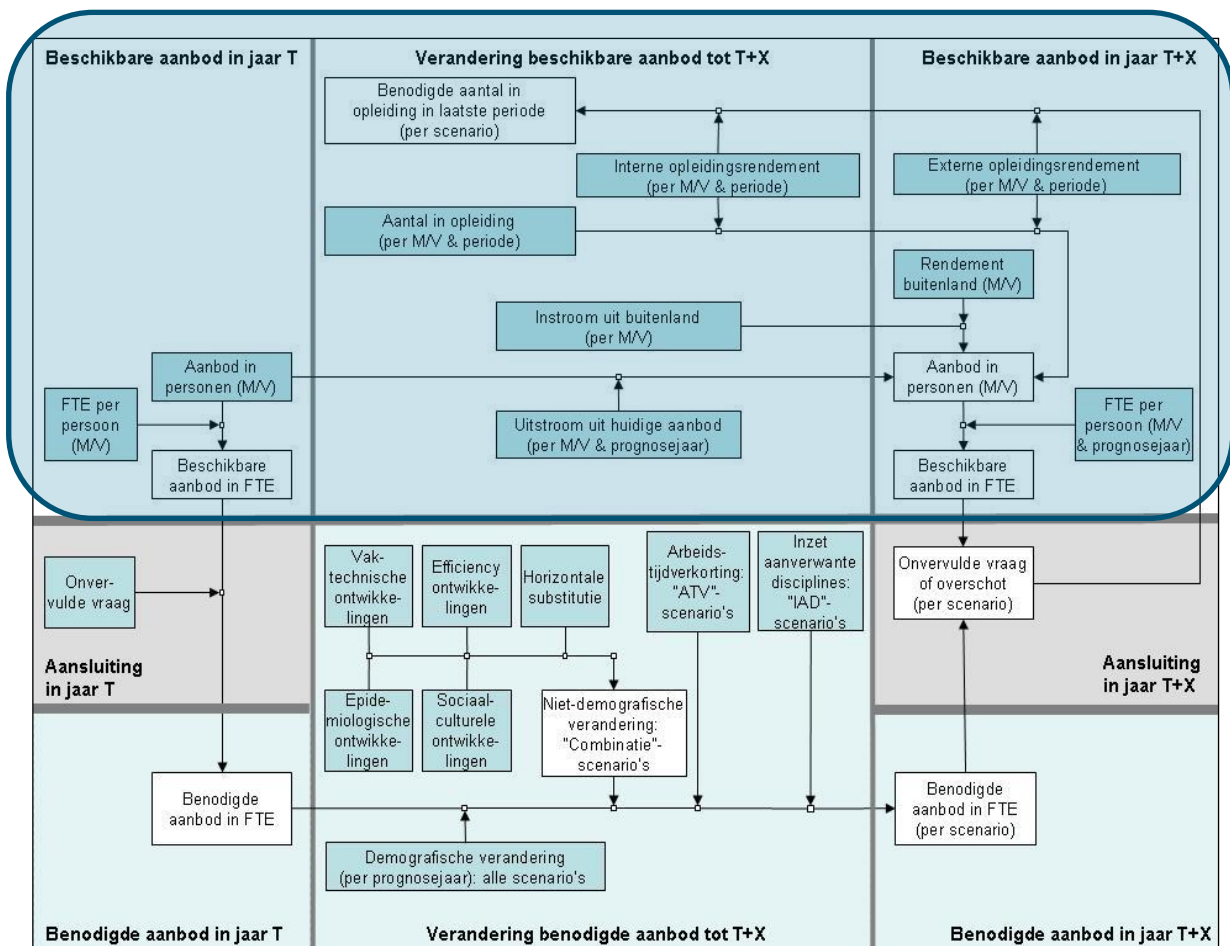 Beschikbare aanbod in jaar T
Verandering beschikbare aanbod tot T+X
Beschikbare aanbod in jaar T+X
Benodigde aantal in
opleiding in laatste periode
(per scenario)
Interne opleidingsrendement
(per M/V & periode)
Externe opleidingsrendement
(per M/V & periode)
Aantal in opleiding
(per M/V & periode)
Rendement
buitenland (M/V)
Instroom uit buitenland
(per M/V)
Aanbod in
personen (M/V)
Aanbod in
personen (M/V)
FTE per
persoon
(M/V)
Uitstroom uit huidige aanbod
(per M/V & prognosejaar)
FTE per
persoon (M/V
& prognosejaar)
Beschikbare
aanbod in FTE
Beschikbare
aanbod in FTE
Onver-
vulde vraag
Vak-
technische
ontwikke-
lingen
Efficiency
ontwikke-
lingen
Horizontale
substitutie
Arbeids-
tijdverkorting:
"ATV"-
scenario's
Inzet
aanverwante
disciplines:
"IAD"-
scenario's
Onvervulde vraag
of overschot
(per scenario)
Aansluiting
in jaar T
Aansluiting
in jaar T+X
Epide-
miologische
ontwikke-
lingen
Sociaal-
culturele
ontwikke-
lingen
Niet-demografische
verandering:
"Combinatie"-
scenario's
Benodigde
aanbod in FTE
Benodigde
aanbod in FTE
(per scenario)
Demografische verandering
(per prognosejaar): alle scenario's
Benodigde aanbod in jaar T
Verandering benodigde aanbod tot T+X
Benodigde aanbod in jaar T+X